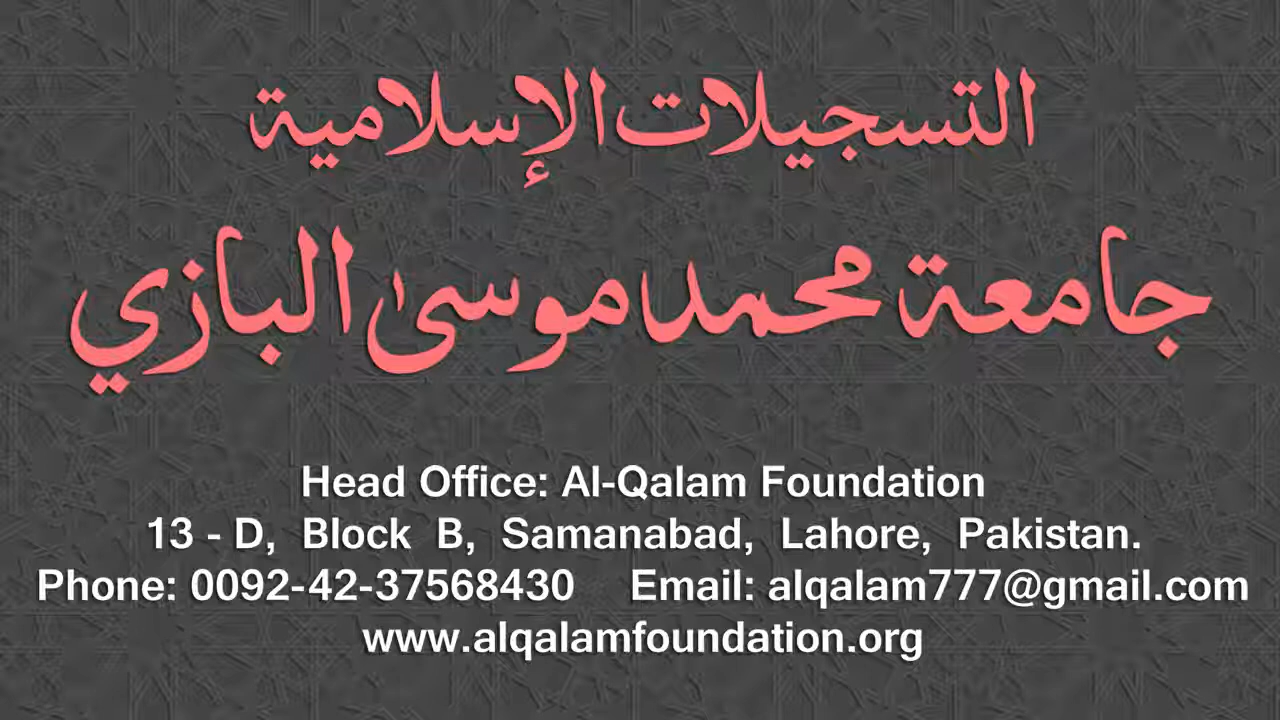 التسجيلات الإسلامية
جامعة محمد موسىٰ البازي
Head Office: Al-Qalam Foundation
13 - D, Block B, Samanabad, Lahore, Pakistan.
Phone: 0092-42-37568430 Email: alqalam777@gmail.com
www.alqalamfoundation.org